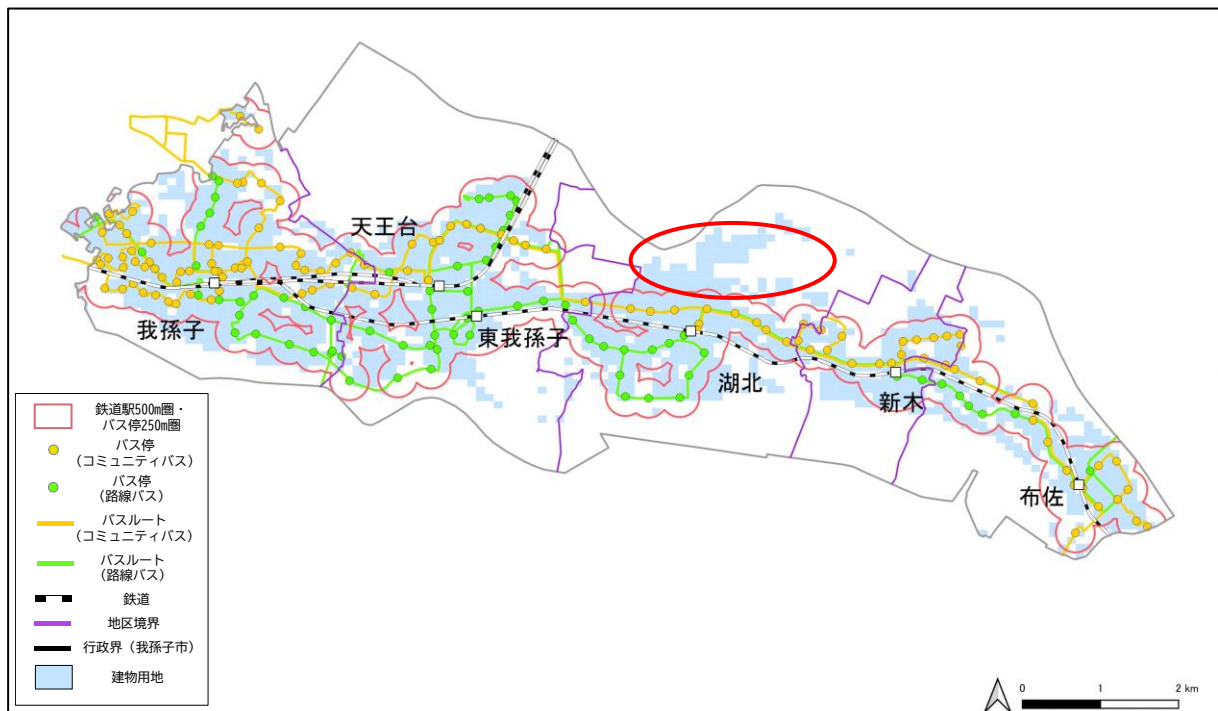 天王台
我孫子
東我孫子
湖北
新木
布佐
鉄道駅500m圏・
バス停250m圏
バス停
(コミュニティバス)
バス停
(路線バス)
バスルート
(コミュニティバス)
バスルート
(路線バス)
鉄道
地区境界
行政界(我孫子市)
建物用地
0 1 2 km